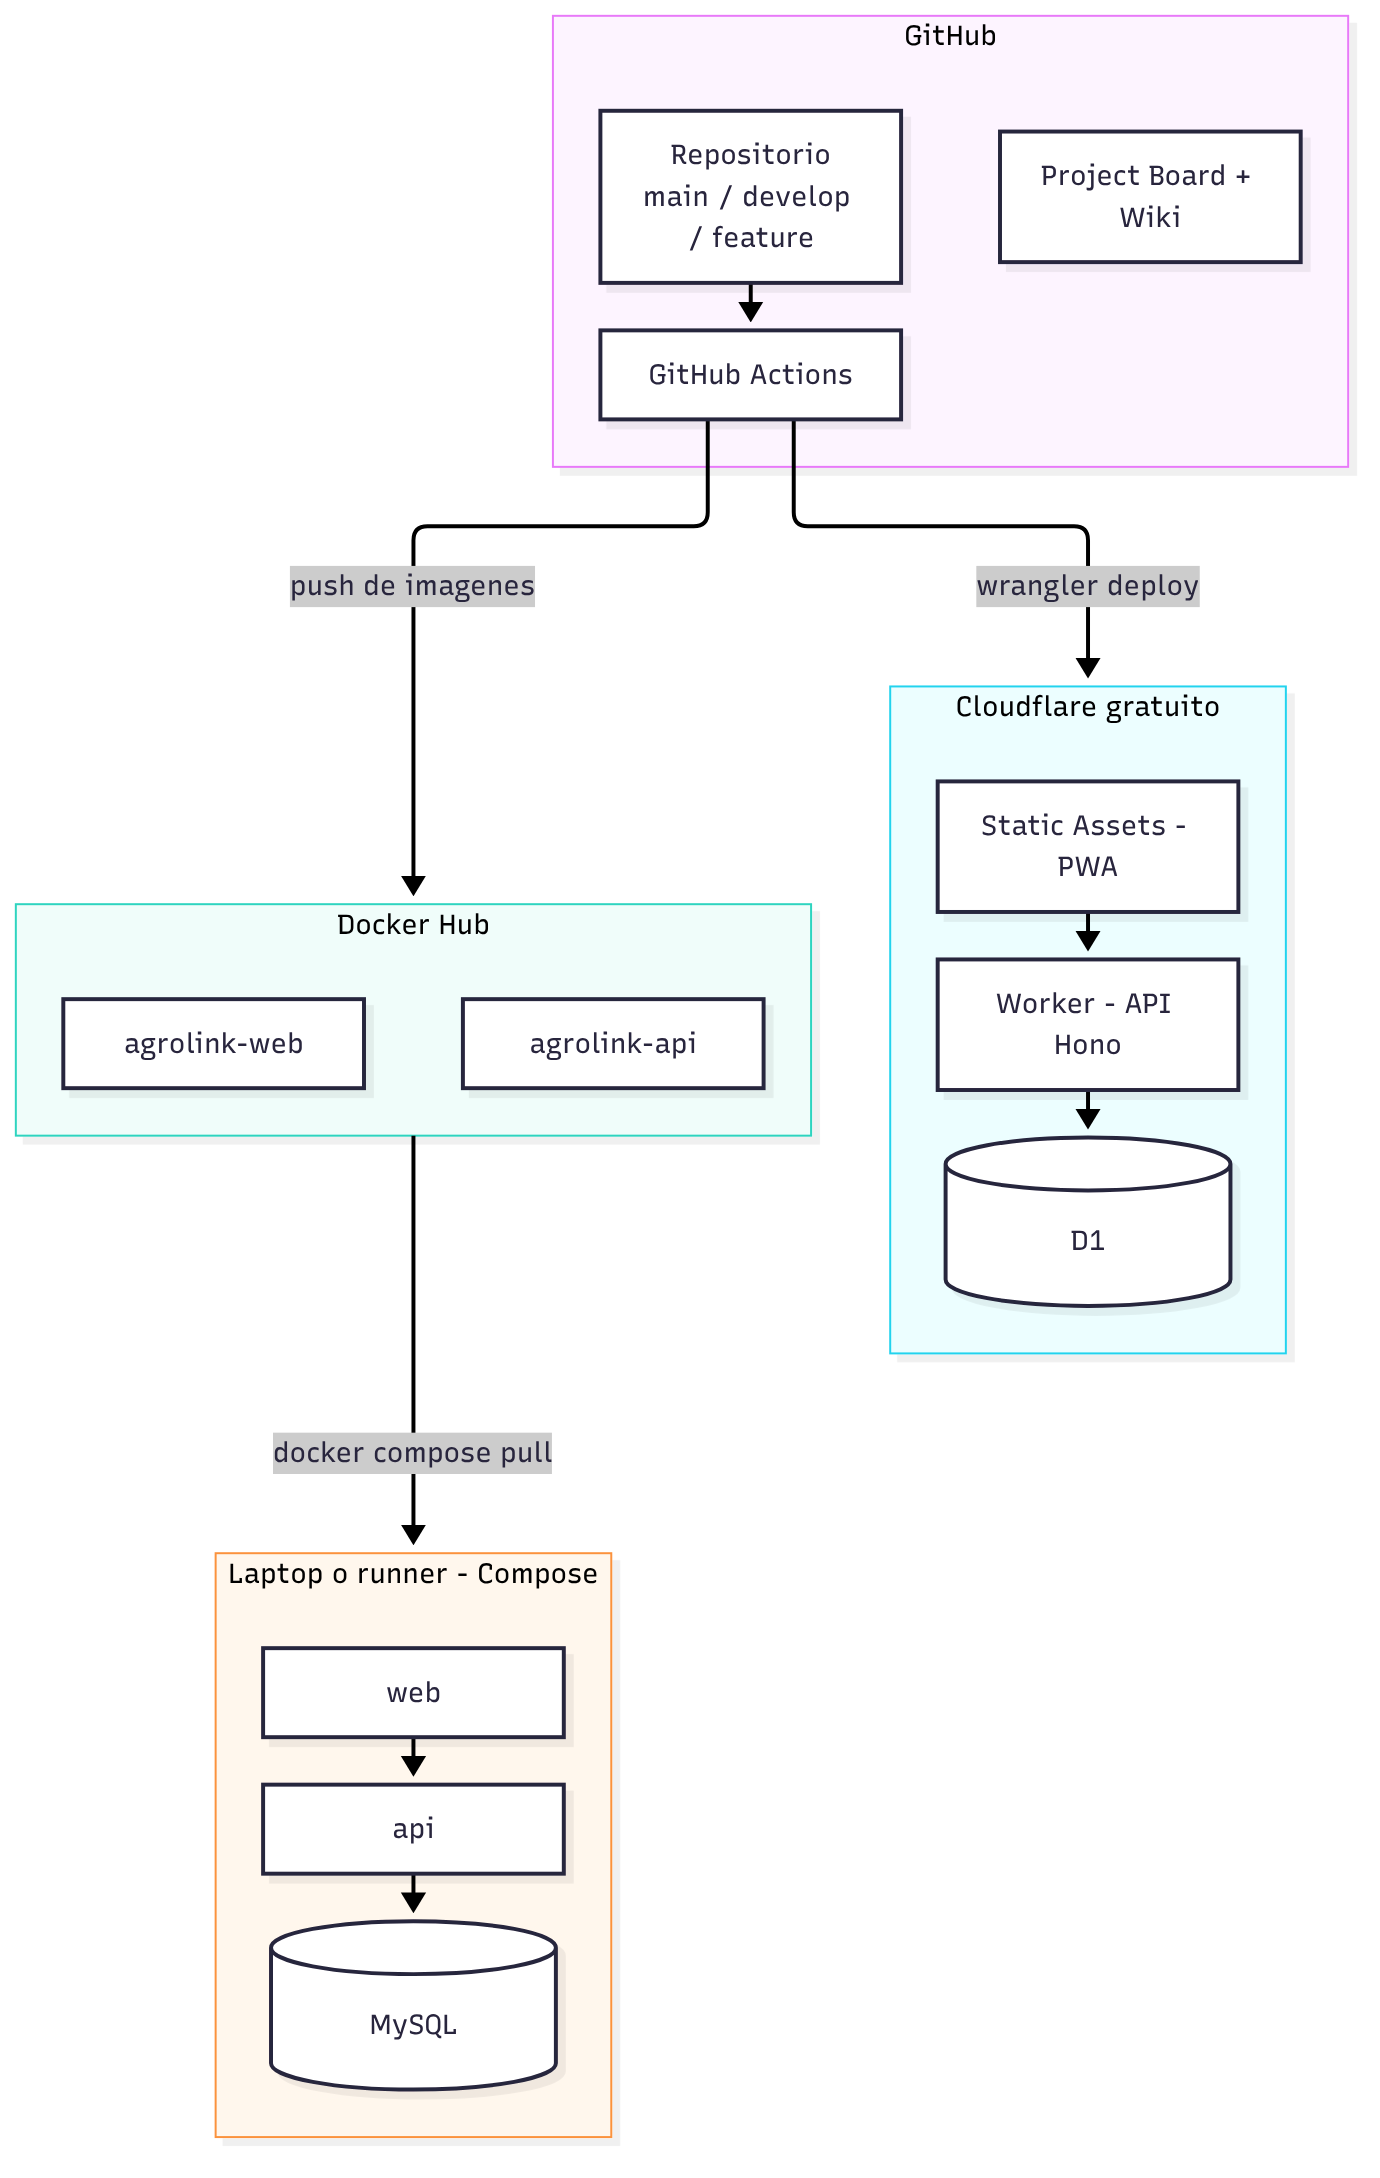 GitHub
Repositorio
main / develop
/ feature
Project Board +
Wiki
GitHub Actions
push de imagenes
wrangler deploy
Cloudflare gratuito
Static Assets -
PWA
Worker - API
Hono
D1
Docker Hub
agrolink-web
agrolink-api
docker compose pull
Laptop o runner - Compose
web
api
MySQL